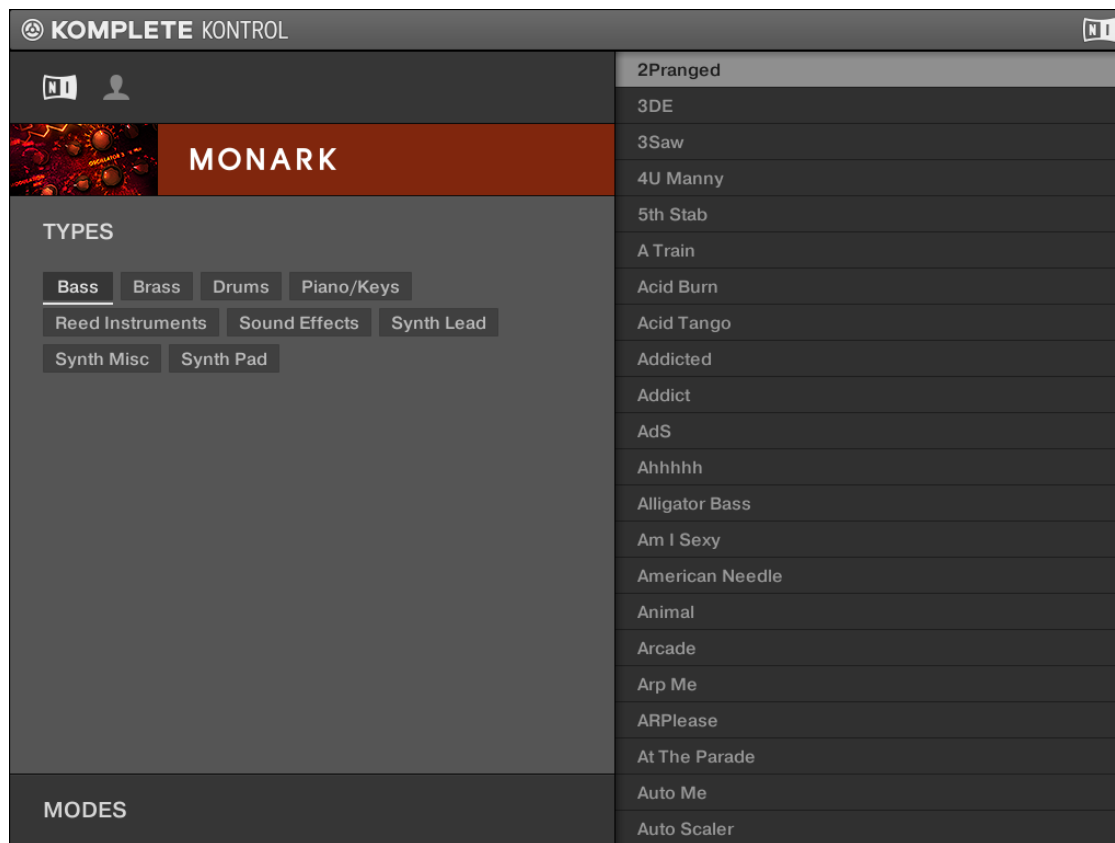 KOMPLETE KONTROL
NI
NI
MONARK
TYPES
Bass Brass Drums Piano/Keys
Reed Instruments Sound Effects Synth Lead
Synth Misc Synth Pad
MODES
2Pranged
3DE
3Saw
4U Manny
5th Stab
A Train
Acid Burn
Acid Tango
Addicted
Addict
AdS
Ahhhhh
Alligator Bass
Am I Sexy
American Needle
Animal
Arcade
Arp Me
ARPlease
At The Parade
Auto Me
Auto Scaler